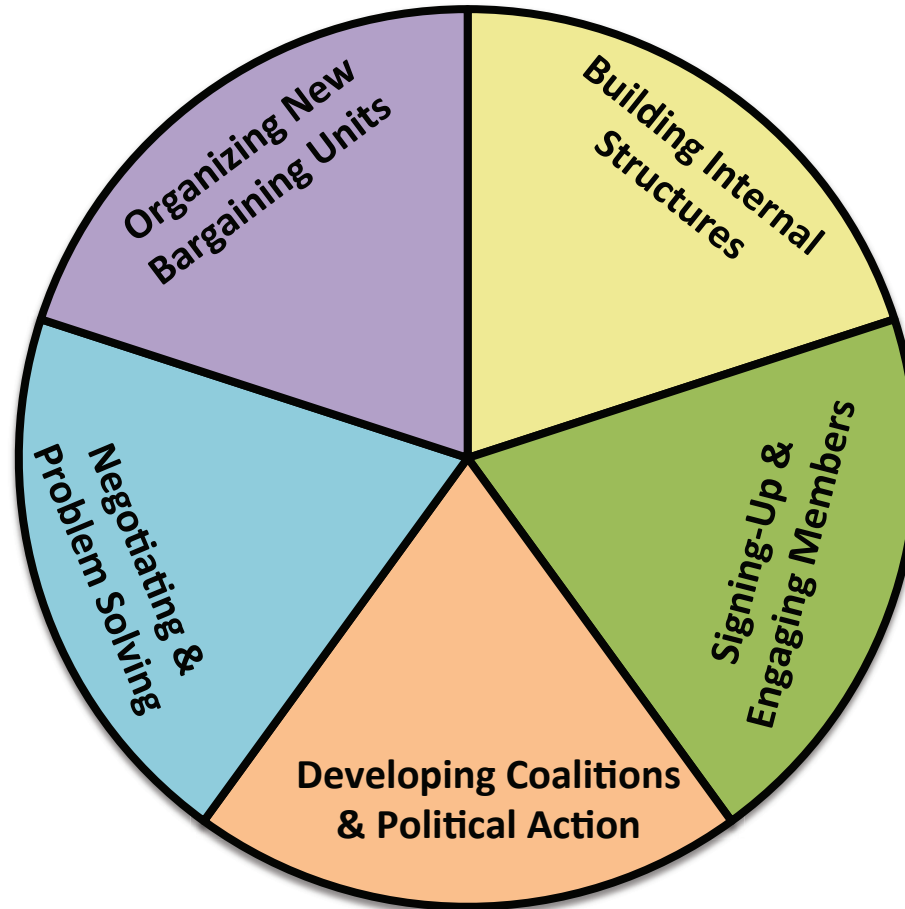 Organizing New
Bargaining Units
Building Internal
Structures
Signing-Up &
Engaging Members
Developing Coalitions
& Political Action
Negotiating &
Problem Solving